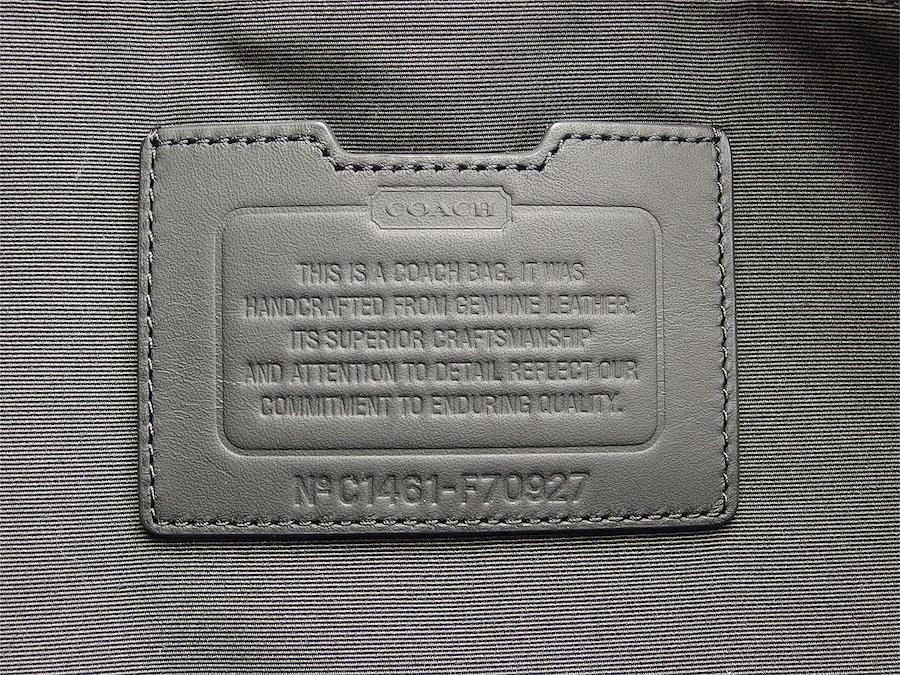 COACH
THIS IS A COACH BAG. IT WAS
HANDCRAFTED FROM GENUINE LEATHER.
ITS SUPERIOR CRAFTSMANSHIP
AND ATTENTION TO DETAIL REFLECT OUR
COMMITMENT TO ENDURING QUALITY.
Nº C1461-F70927